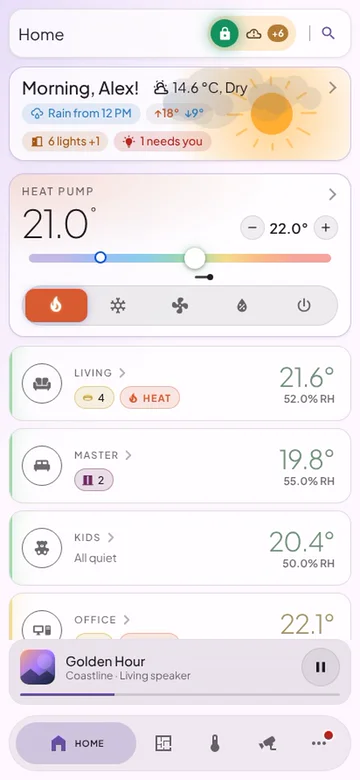 Home
+6
Morning, Alex!
14.6 °C, Dry
Rain from 12 PM
↑18° ↓9°
6 lights +1
1 needs you
HEAT PUMP
21.0°
− 22.0° +
LIVING
21.6°
4
HEAT
52.0% RH
MASTER
19.8°
2
55.0% RH
KIDS
20.4°
All quiet
50.0% RH
OFFICE
22.1°
Golden Hour
Coastline · Living speaker
HOME